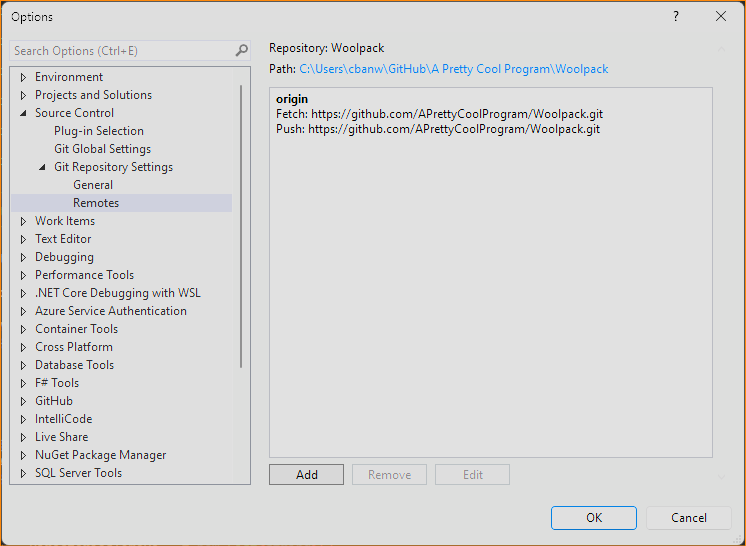 Options
?
Search Options (Ctrl+E)
Environment
Projects and Solutions
Source Control
Plug-in Selection
Git Global Settings
Git Repository Settings
General
Remotes
Work Items
Text Editor
Debugging
Performance Tools
.NET Core Debugging with WSL
Azure Service Authentication
Container Tools
Cross Platform
Database Tools
F# Tools
GitHub
IntelliCode
Live Share
NuGet Package Manager
SQL Server Tools
Repository: Woolpack
Path: C:\Users\cbanw\GitHub\A Pretty Cool Program\Woolpack
origin
Fetch: https://github.com/APrettyCoolProgram/Woolpack.git
Push: https://github.com/APrettyCoolProgram/Woolpack.git
Add Remove Edit
OK Cancel